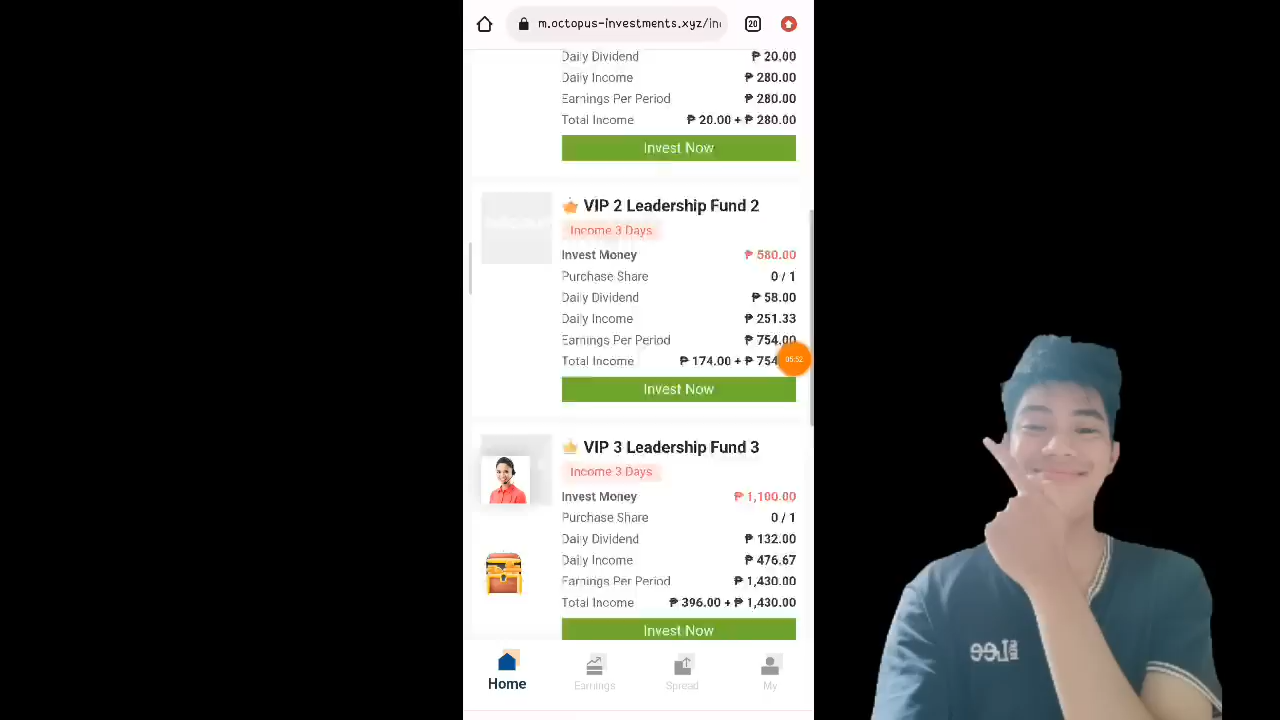 m.octopus-investments.xyz/in
20
Daily Dividend ₱ 20.00
Daily Income ₱ 280.00
Earnings Per Period ₱ 280.00
Total Income ₱ 20.00 + ₱ 280.00
Invest Now
VIP 2 Leadership Fund 2
Income 3 Days
Invest Money ₱ 580.00
Purchase Share 0 / 1
Daily Dividend ₱ 58.00
Daily Income ₱ 251.33
Earnings Per Period ₱ 754.00
05:52
Total Income ₱ 174.00 + ₱ 754
Invest Now
VIP 3 Leadership Fund 3
Income 3 Days
Invest Money ₱ 1,100.00
Purchase Share 0 / 1
Daily Dividend ₱ 132.00
Daily Income ₱ 476.67
Earnings Per Period ₱ 1,430.00
Total Income ₱ 396.00 + ₱ 1,430.00
Invest Now
Lee
Home Earnings Spread My